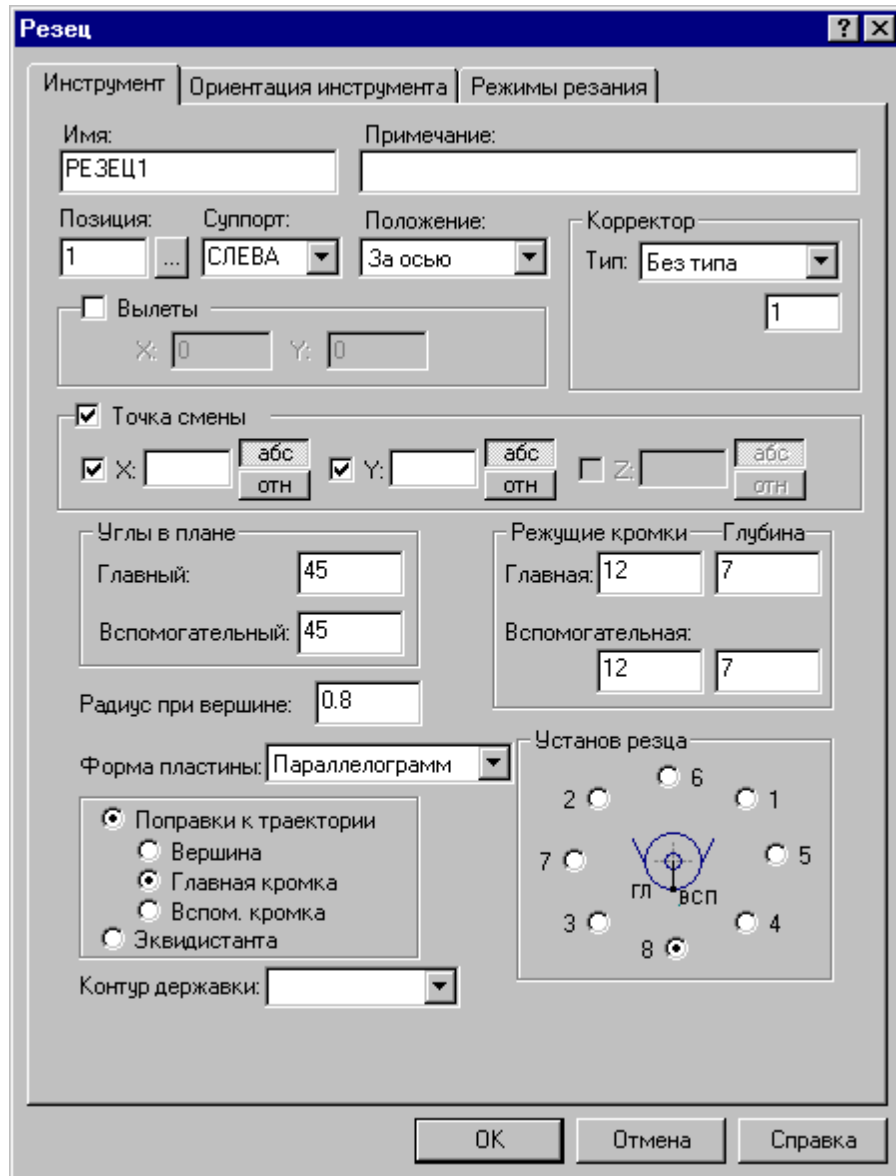 Резец
Инструмент Ориентация инструмента Режимы резания
Имя: Примечание:
РЕЗЕЦ1
Позиция: Суппорт: Положение: Корректор
1 ... СЛЕВА За осью Тип: Без типа
1
Вылеты
X: 0 Y: 0
Точка смены
X: абс Y: абс Z: абс
отн отн отн
Углы в плане Режущие кромки Глубина
Главный: 45 Главная: 12 7
Вспомогательный: 45 Вспомогательная:
12 7
Радиус при вершине: 0.8
Форма пластины: Параллелограмм Установ резца
6
2 1
Поправки к траектории
Вершина 7 5
Главная кромка ГЛ ВСП
Вспом. кромка 3 4
Эквидистанта
8
Контур державки:
OK Отмена Справка